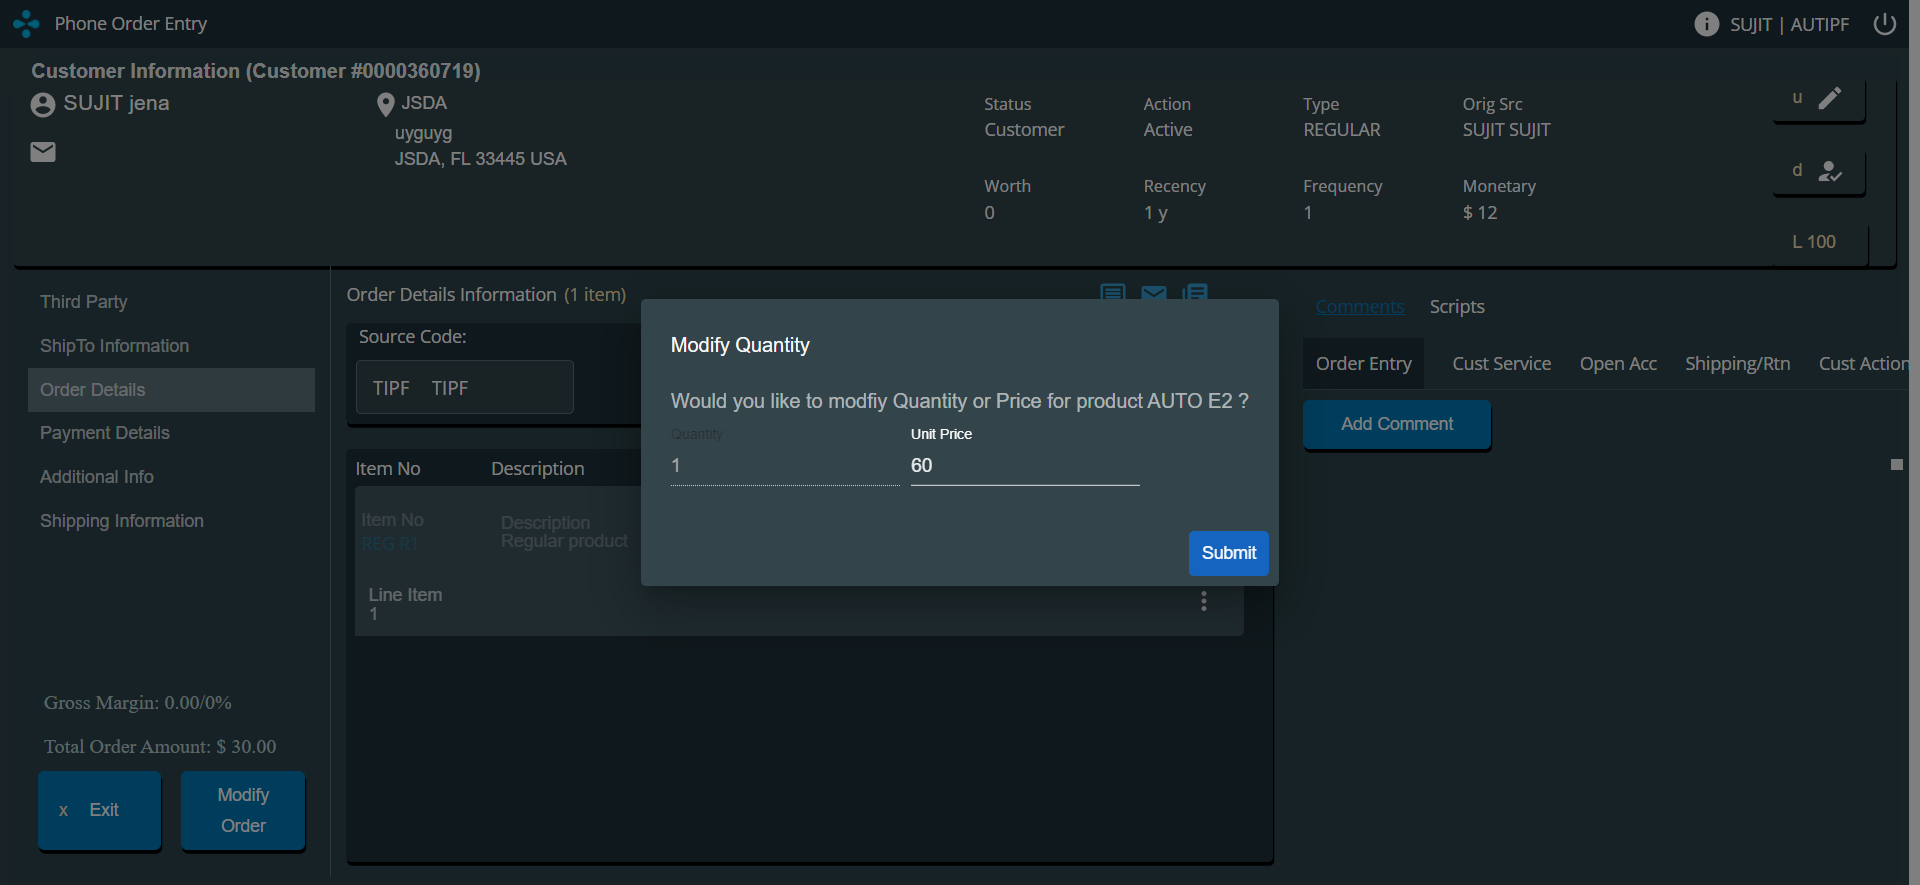 Phone Order Entry
SUJIT | AUTIPF
Customer Information (Customer #0000360719)
SUJIT jena
JSDA
uyguyg
JSDA, FL 33445 USA
Status
Customer
Action
Active
Type
REGULAR
Orig Src
SUJIT SUJIT
Worth
0
Recency
1 y
Frequency
1
Monetary
$ 12
u
d
L 100
Third Party
ShipTo Information
Order Details
Payment Details
Additional Info
Shipping Information
Gross Margin: 0.00/0%
Total Order Amount: $ 30.00
x Exit
Modify
Order
Order Details Information (1 item)
Source Code:
TIPF TIPF
Item No Description
Item No
REG R1
Description
Regular product
Line Item
1
Modify Quantity
Would you like to modfiy Quantity or Price for product AUTO E2 ?
Quantity
1
Unit Price
60
Submit
Comments Scripts
Order Entry Cust Service Open Acc Shipping/Rtn Cust Action
Add Comment